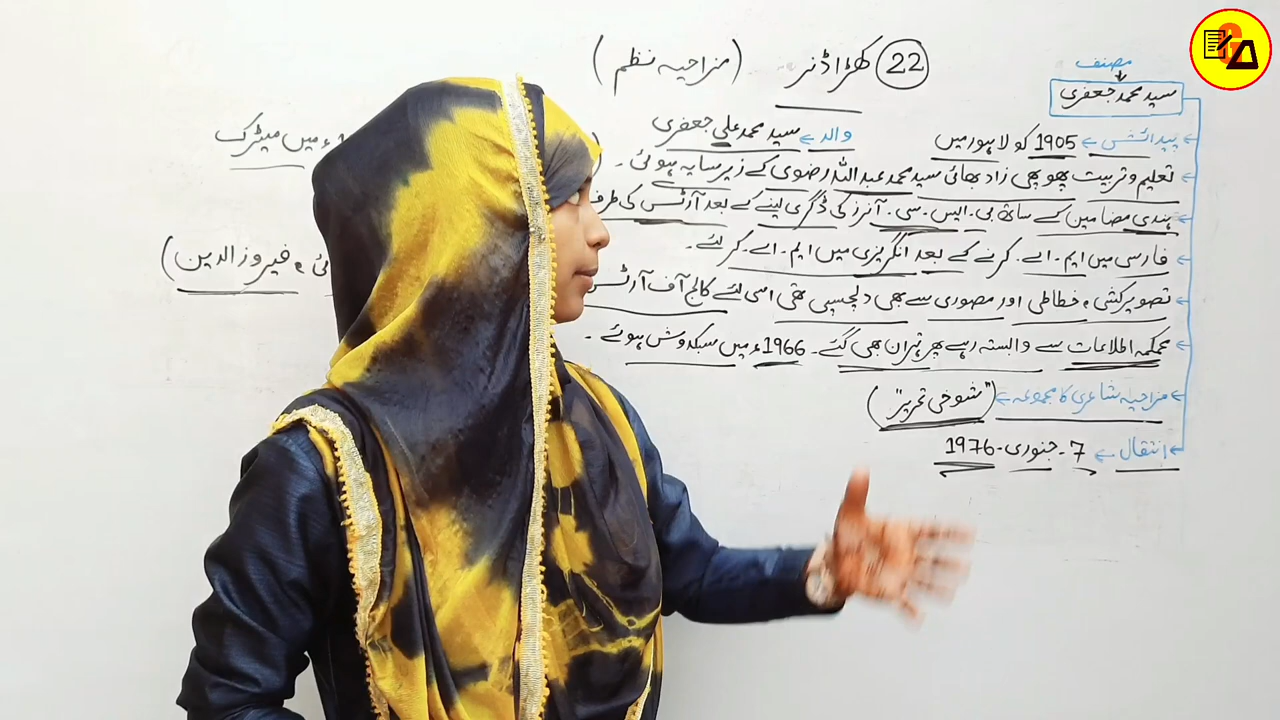 22 کھڑا ڈنر (مزاحیہ نظم)
مصنف
سید محمد جعفری
پیدائش ← 1905 کو لاہور میں والد ← سید محمد علی جعفری
ء میں میٹرک
تعلیم و تربیت پھوپھی زاد بھائی سید محمد عبداللہ رضوی کے زیر سایہ ہوئی ۔
ہندی مضامین کے ساتھ بی ۔ ایس ۔ سی ۔ آنرز کی ڈگری لینے کے بعد آرٹس کی طرف
فارسی میں ایم ۔ اے ۔ کرنے کے بعد انگریزی میں ایم ۔ اے ۔ کر لئے ۔
فیروز الدین)
تصویر کشی ، خطاطی اور مصوری سے بھی دلچسپی تھی اسی لئے کالج آف آرٹس
محکمہ اطلاعات سے وابستہ رہے پھر تہران بھی گئے ۔ 1966ء میں سبکدوش ہوئے ۔
مزاحیہ شاعری کا مجموعہ ← ("شوخی تحریر")
انتقال ← 7 ۔ جنوری - 1976